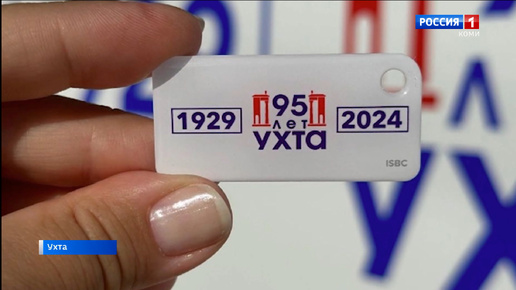 РОССИЯ 1
КОМИ
1929
95
лет
УХТА
2024
ISBC
Ухта